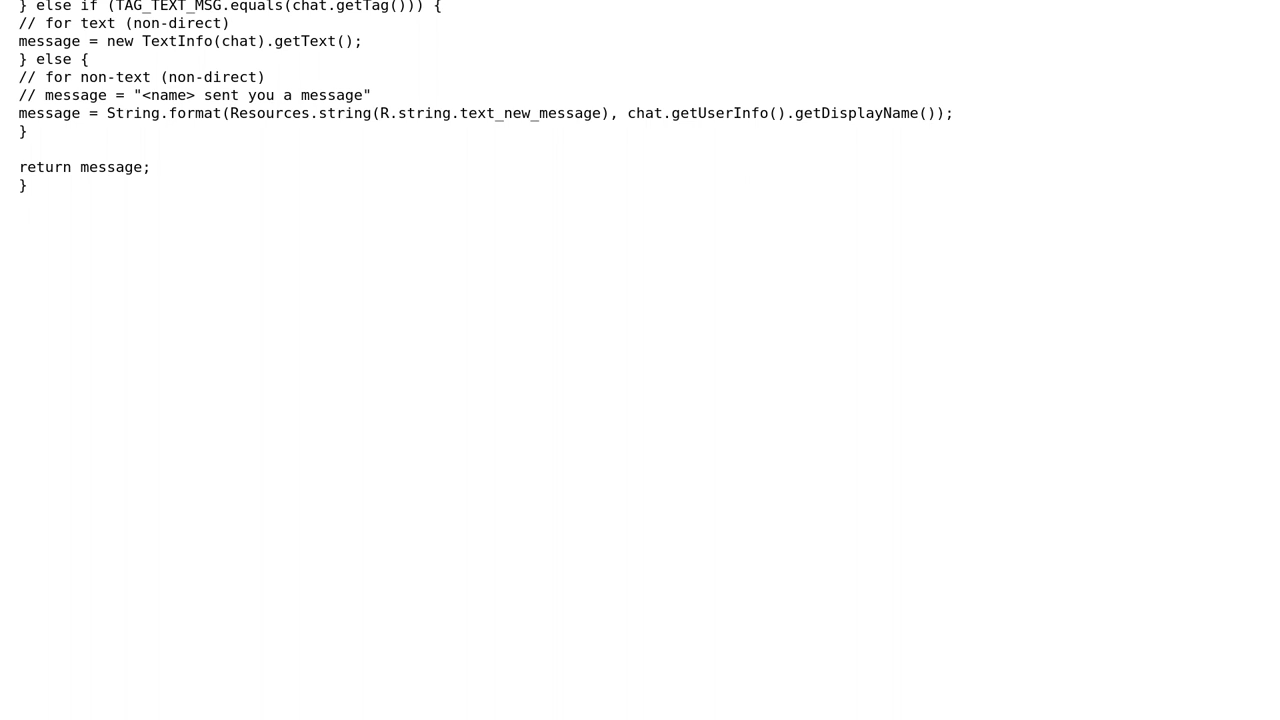 } else if (TAG_TEXT_MSG.equals(chat.getTag())) {
// for text (non-direct)
message = new TextInfo(chat).getText();
} else {
// for non-text (non-direct)
// message = "<name> sent you a message"
message = String.format(Resources.string(R.string.text_new_message), chat.getUserInfo().getDisplayName());
}

return message;
}